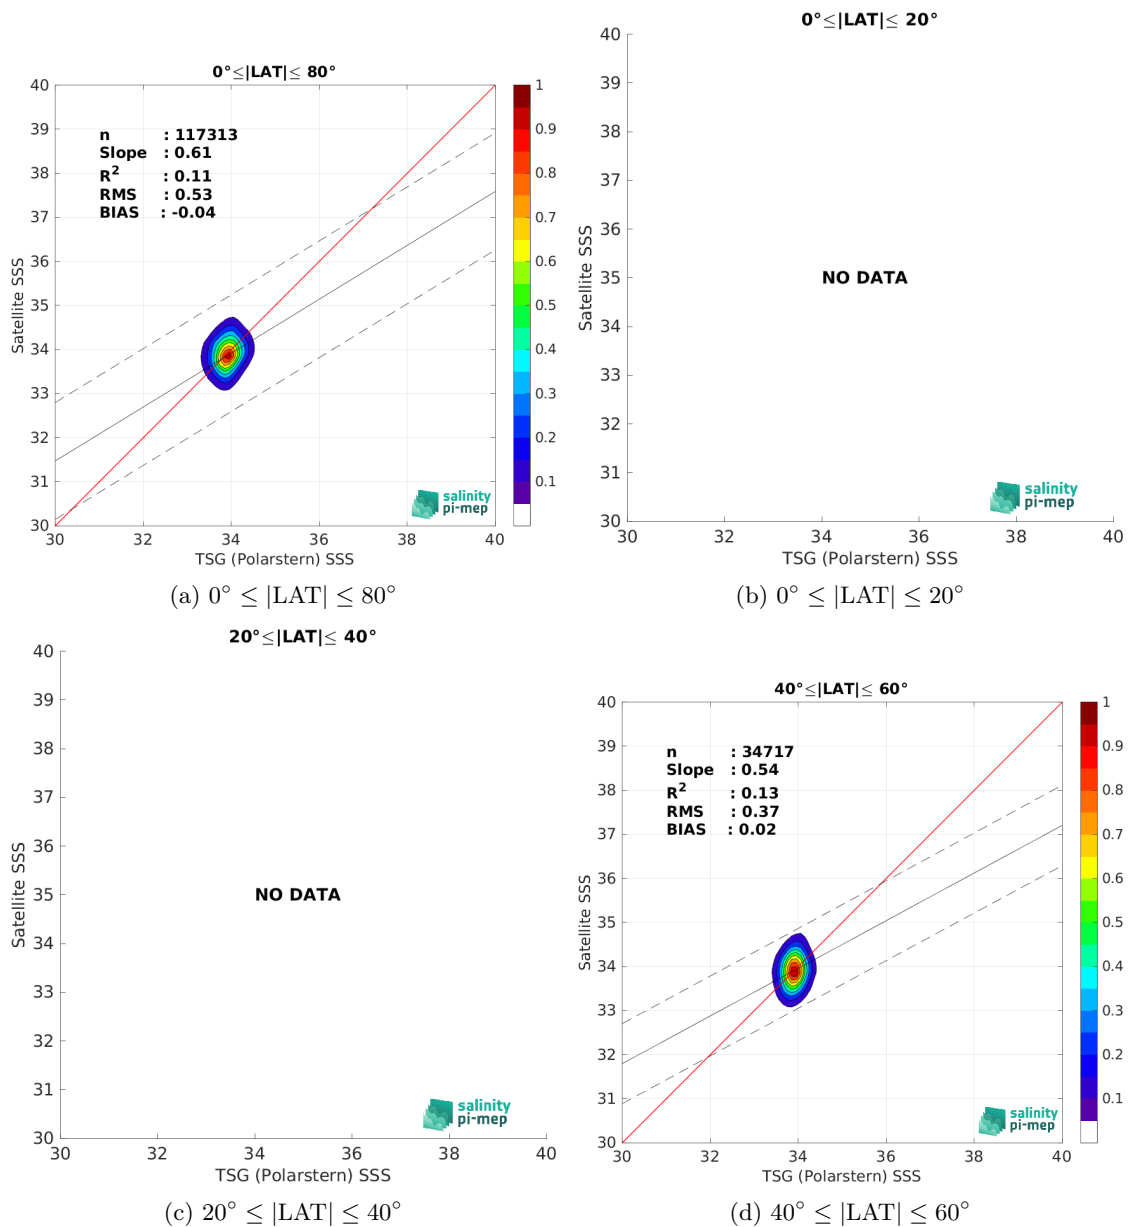 0°≤|LAT|≤ 80°
40
39
38
37
36
35
34
33
32
31
30
Satellite SSS
n : 117313
Slope : 0.61
R² : 0.11
RMS : 0.53
BIAS : -0.04
salinity
pi-mep
30 32 34 36 38 40
TSG (Polarstern) SSS
1
0.9
0.8
0.7
0.6
0.5
0.4
0.3
0.2
0.1
(a) 0° ≤ |LAT| ≤ 80°
0°≤|LAT|≤ 20°
40
39
38
37
36
35
34
33
32
31
30
Satellite SSS
NO DATA
salinity
pi-mep
30 32 34 36 38 40
TSG (Polarstern) SSS
(b) 0° ≤ |LAT| ≤ 20°
20°≤|LAT|≤ 40°
40
39
38
37
36
35
34
33
32
31
30
Satellite SSS
NO DATA
salinity
pi-mep
30 32 34 36 38 40
TSG (Polarstern) SSS
(c) 20° ≤ |LAT| ≤ 40°
40°≤|LAT|≤ 60°
40
39
38
37
36
35
34
33
32
31
30
Satellite SSS
n : 34717
Slope : 0.54
R² : 0.13
RMS : 0.37
BIAS : 0.02
salinity
pi-mep
30 32 34 36 38 40
TSG (Polarstern) SSS
1
0.9
0.8
0.7
0.6
0.5
0.4
0.3
0.2
0.1
(d) 40° ≤ |LAT| ≤ 60°